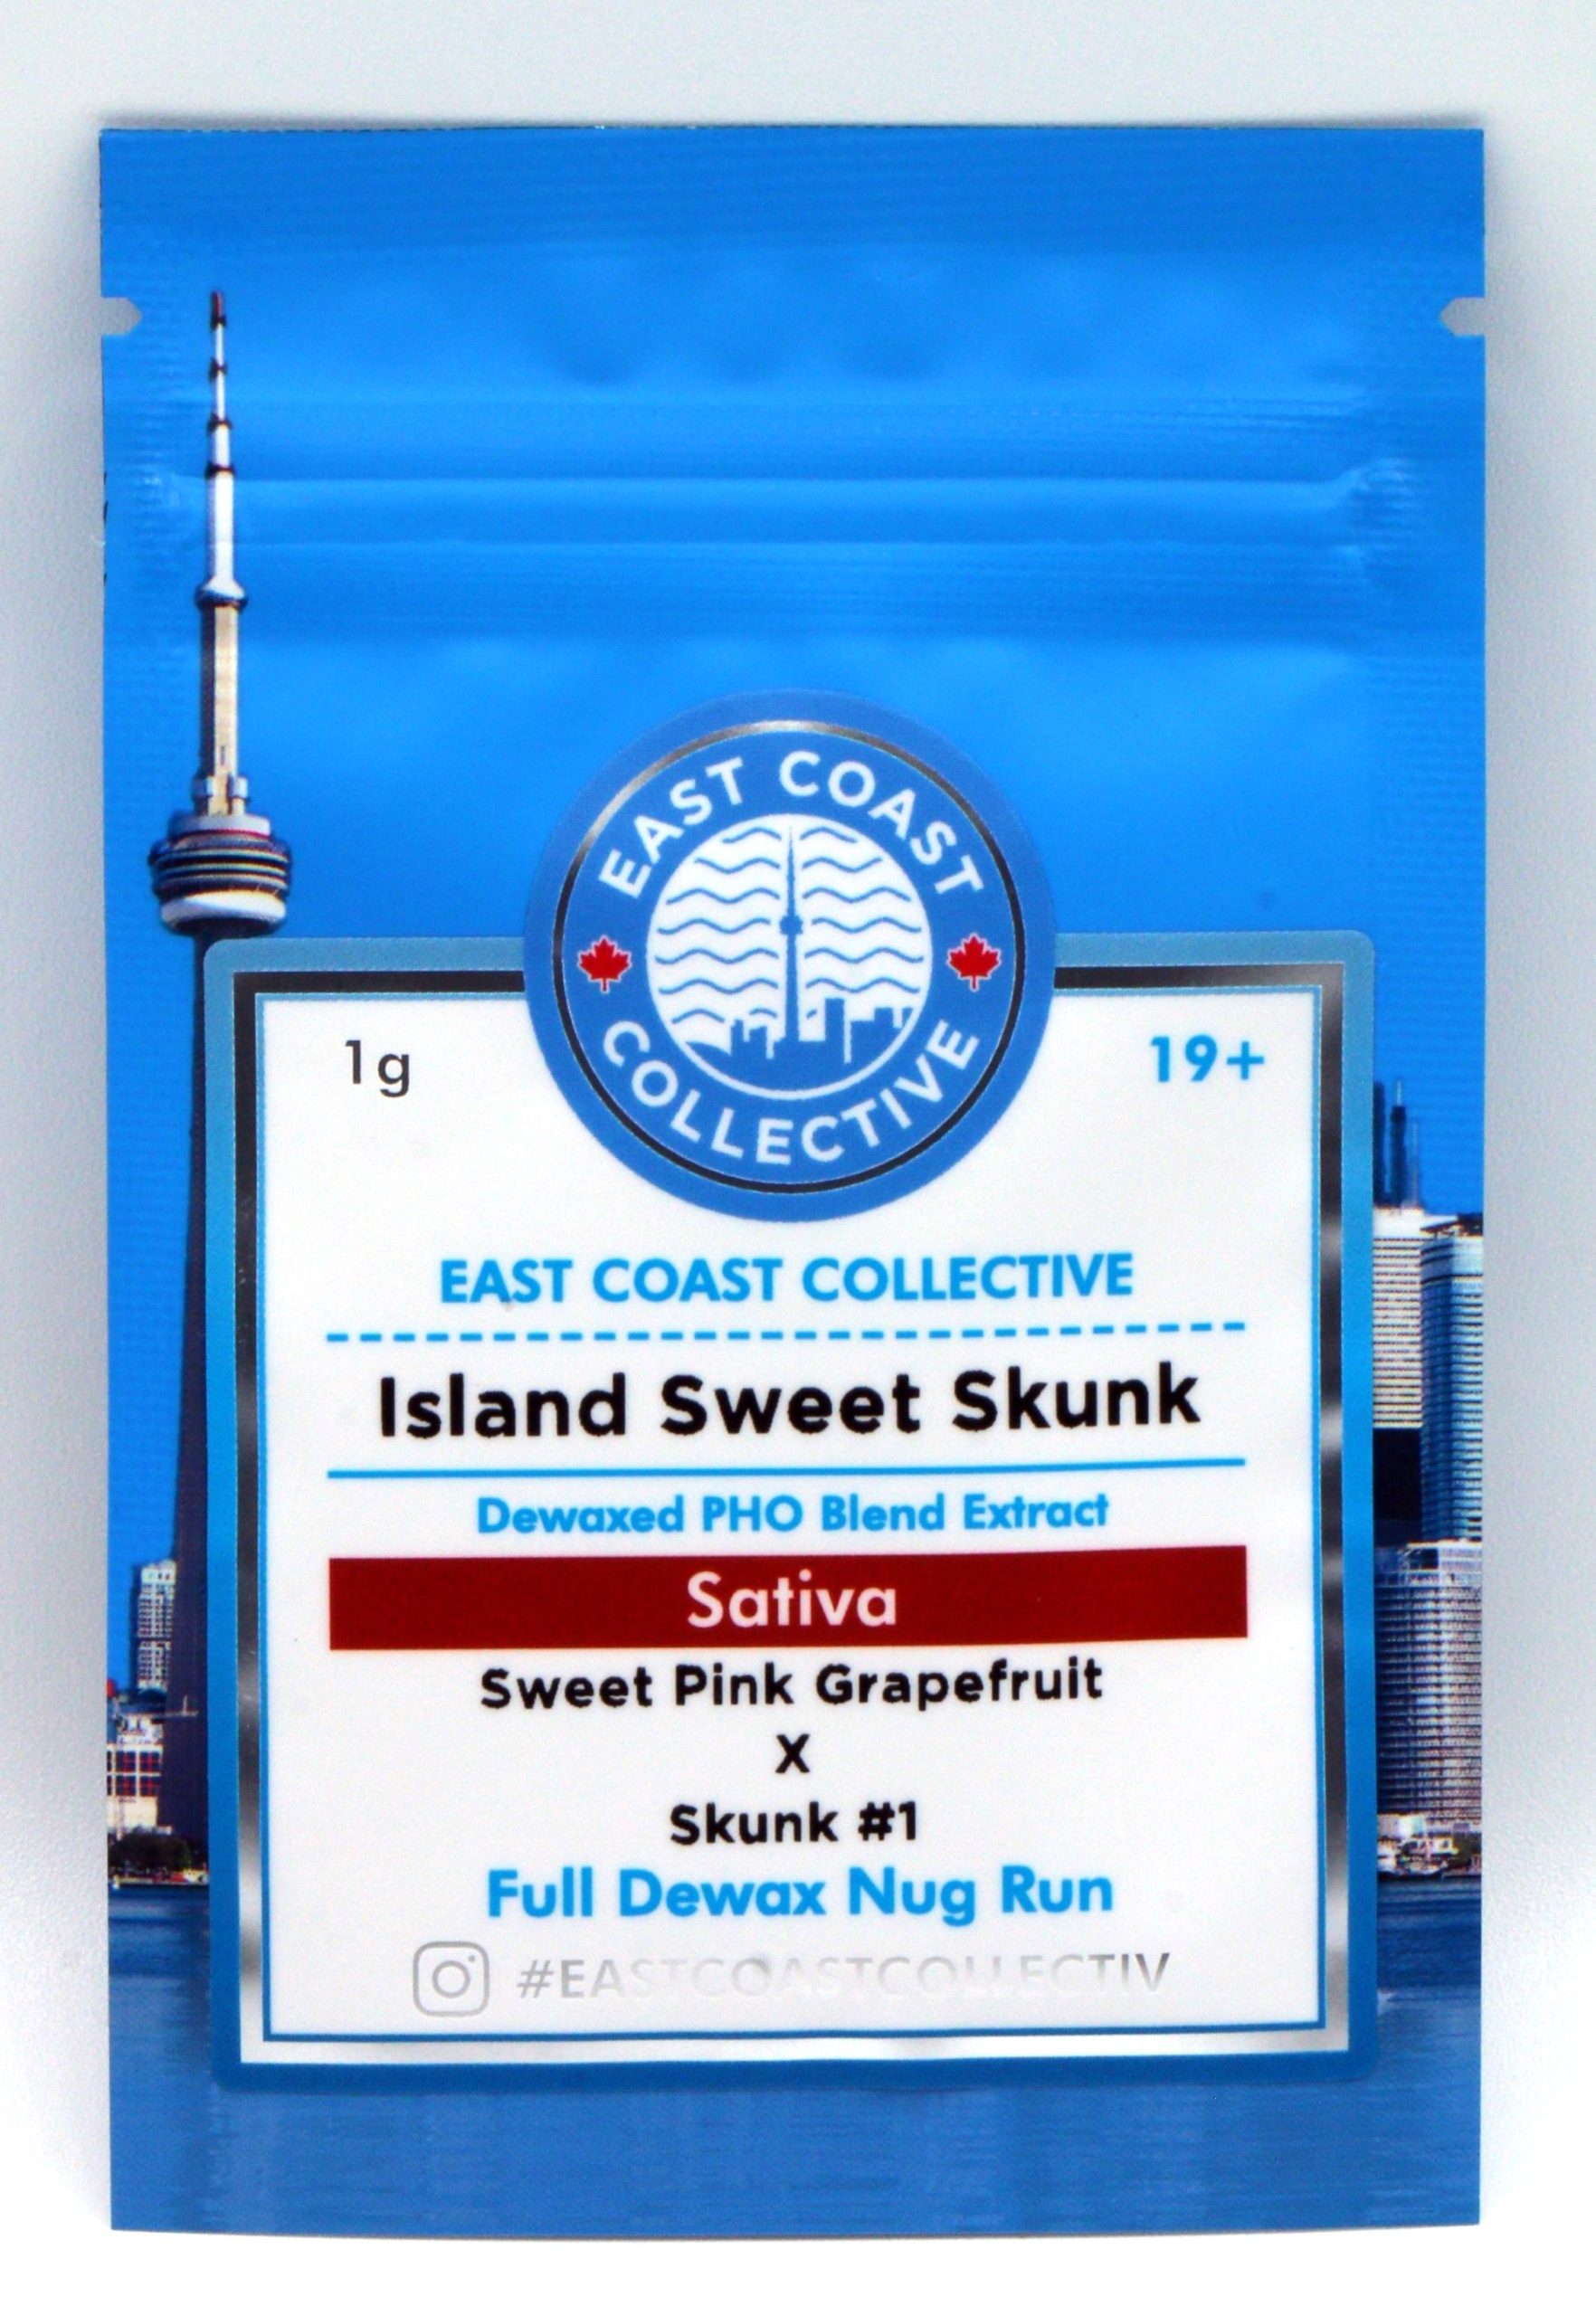 EAST COAST
COLLECTIVE
1g
19+
EAST COAST COLLECTIVE
Island Sweet Skunk
Dewaxed PHO Blend Extract
Sativa
Sweet Pink Grapefruit
X
Skunk #1
Full Dewax Nug Run
#EASTCOASTCOLLECTIV